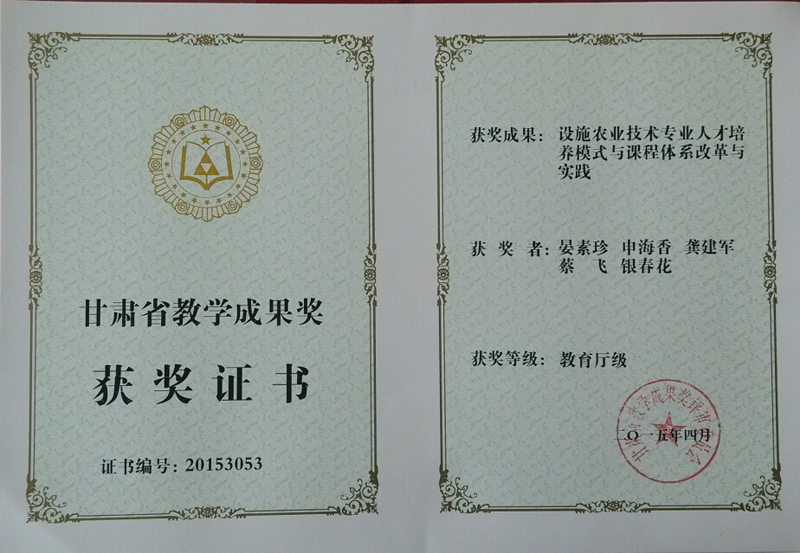 甘肃省教学成果奖
获奖证书
证书编号：20153053
获奖成果：设施农业技术专业人才培
养模式与课程体系改革与
实践
获 奖 者：晏素珍 申海香 龚建军
蔡 飞 银春花
获奖等级：教育厅级
二〇一五年四月